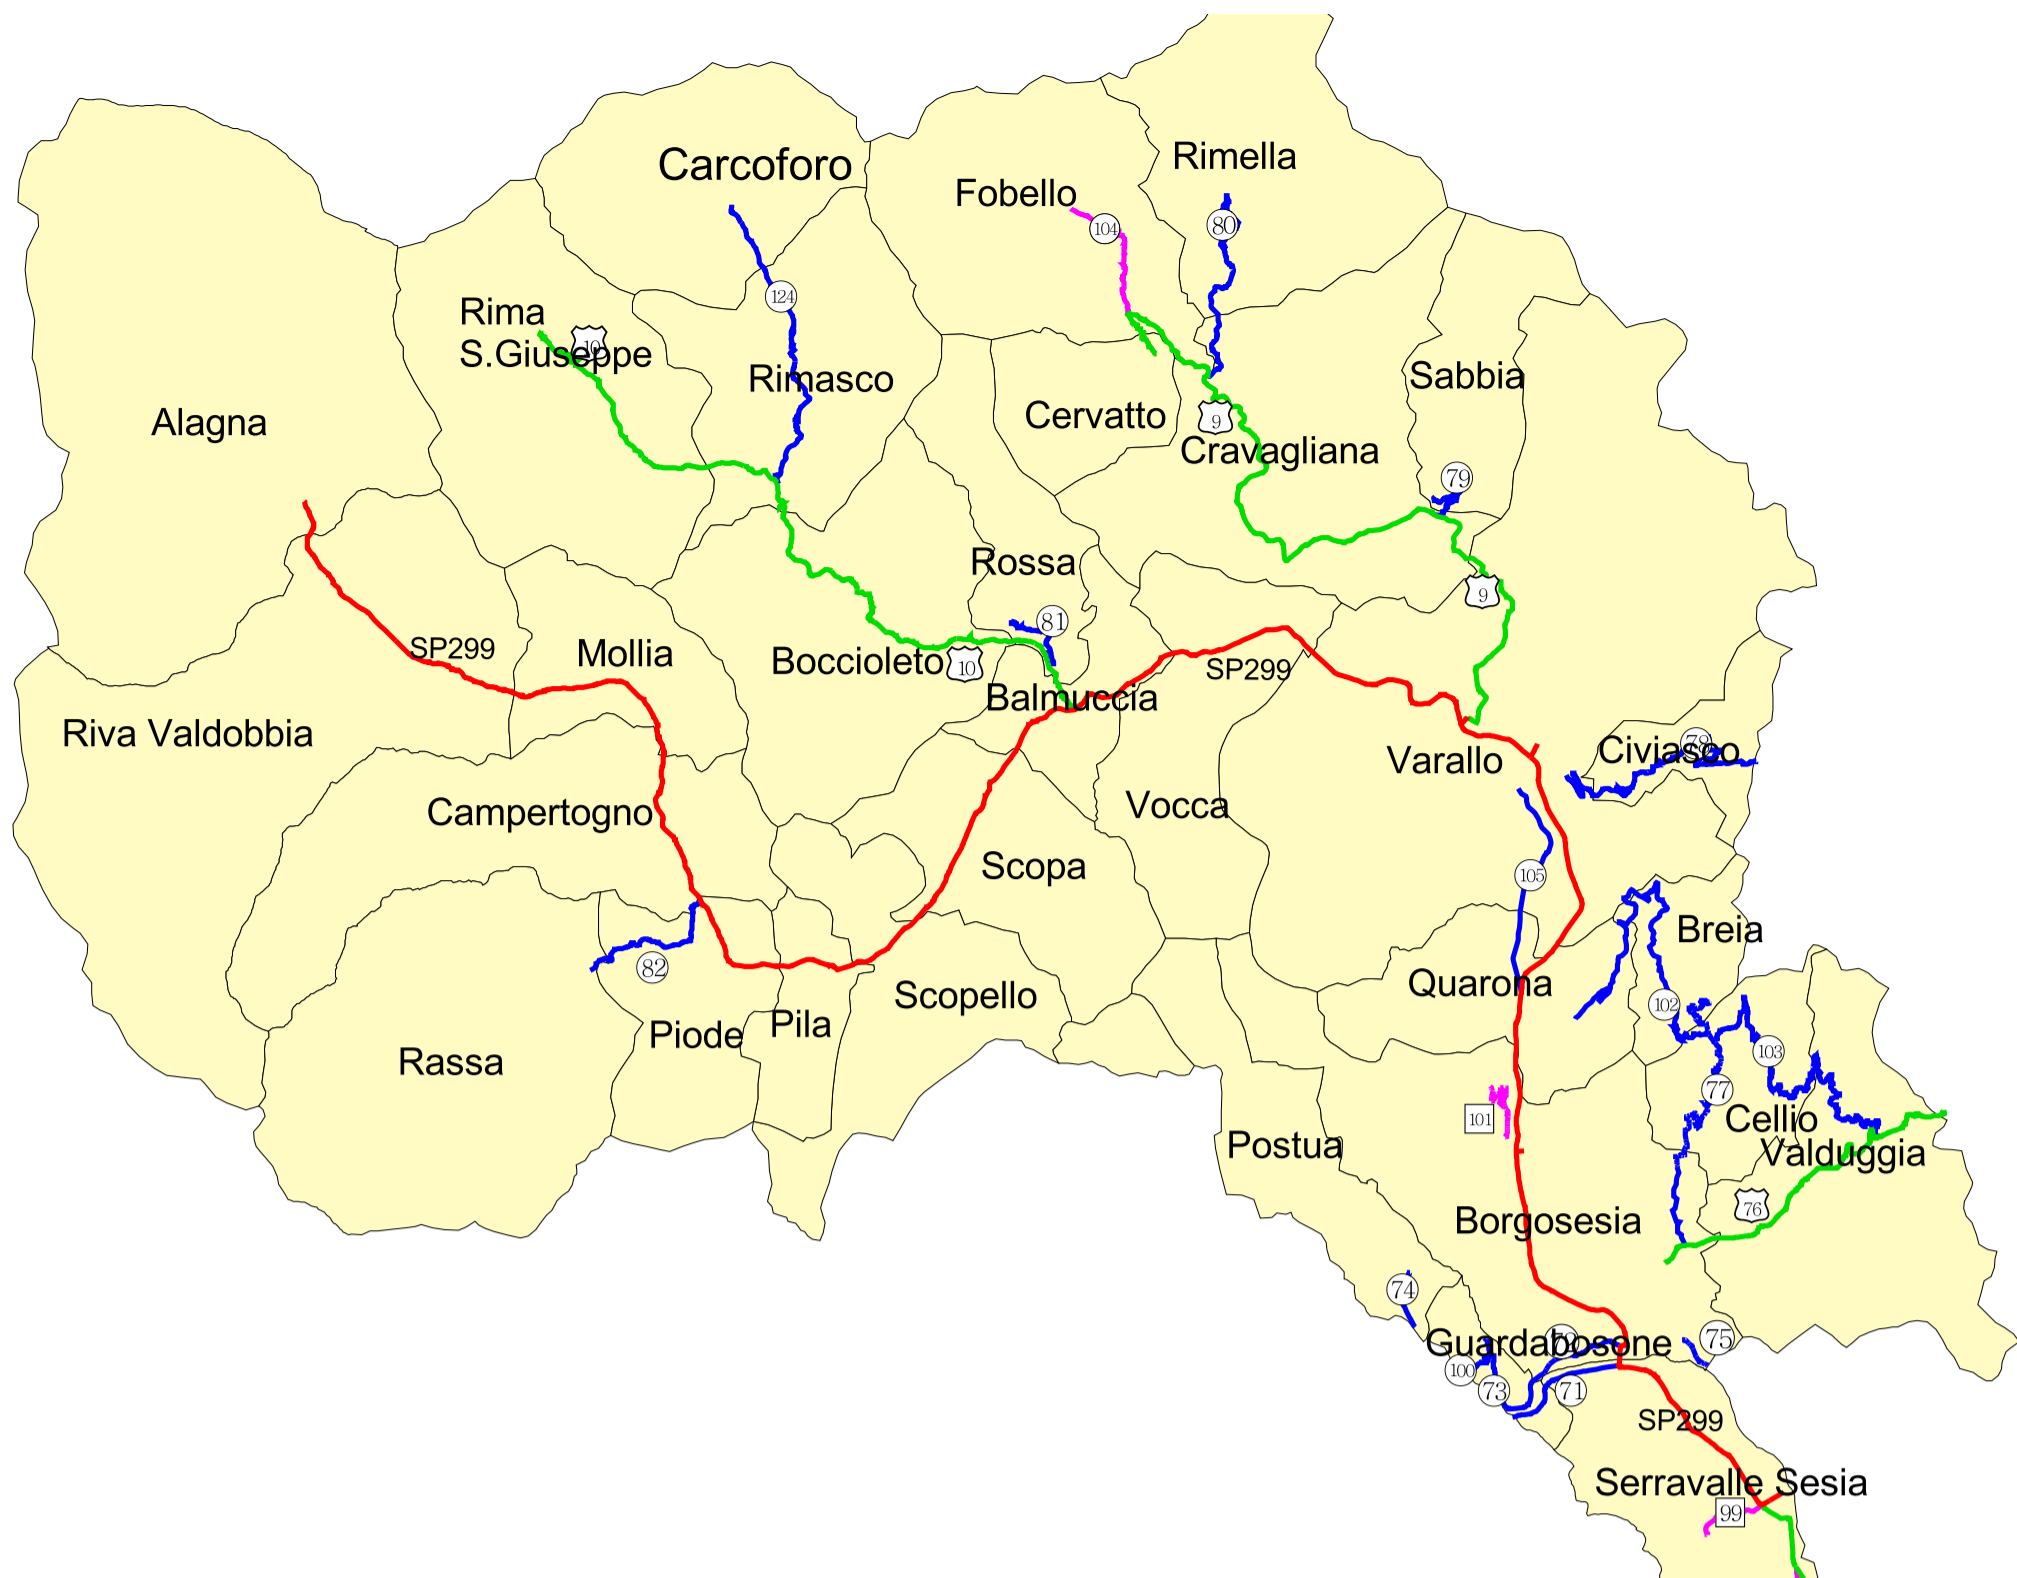 Rimella
Carcoforo
Fobello
80
104
124
Rima
10
S.Giuseppe
Rimasco
Sabbia
Cervatto
9
Alagna
Cravagliana
79
Rossa
9
81
SP299
Mollia
Boccioleto
10
SP299
Balmuccia
Riva Valdobbia
78
Civiasco
Varallo
Campertogno
Vocca
Scopa
105
Breia
82
Quarona
Scopello
102
Piode
Pila
Rassa
103
77
101
Cellio
Postua
Valduggia
76
Borgosesia
74
72
75
Guardabosone
100
73
71
SP299
Serravalle Sesia
99